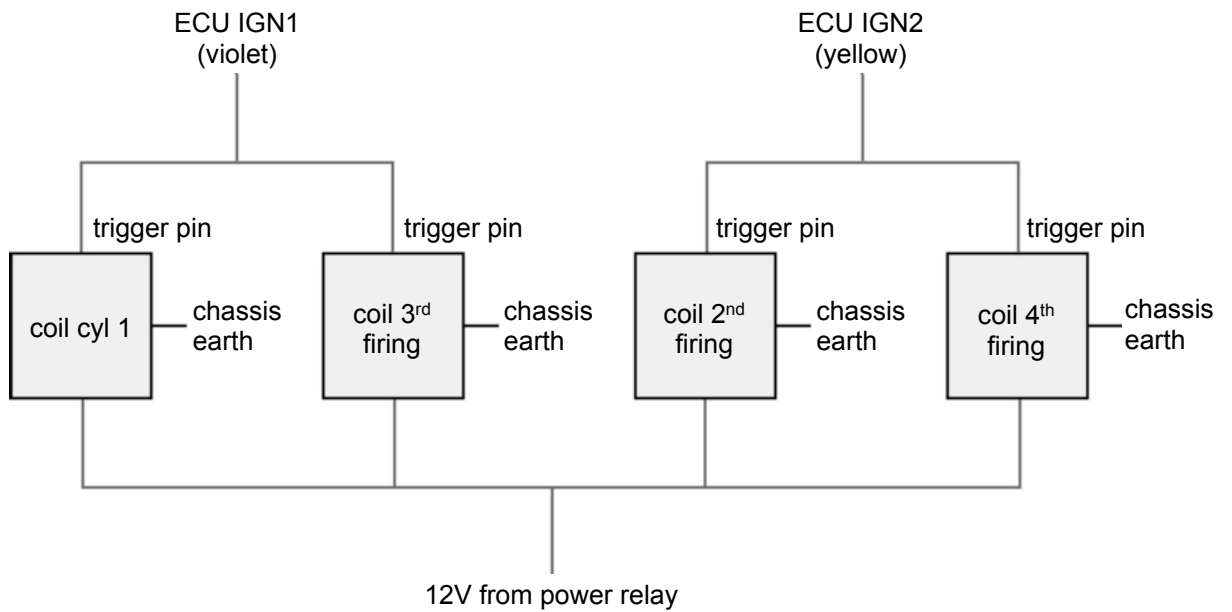 ECU IGN1
(violet)
ECU IGN2
(yellow)
trigger pin
trigger pin
trigger pin
trigger pin
coil cyl 1
chassis
earth
coil 3rd
firing
chassis
earth
coil 2nd
firing
chassis
earth
coil 4th
firing
chassis
earth
12V from power relay